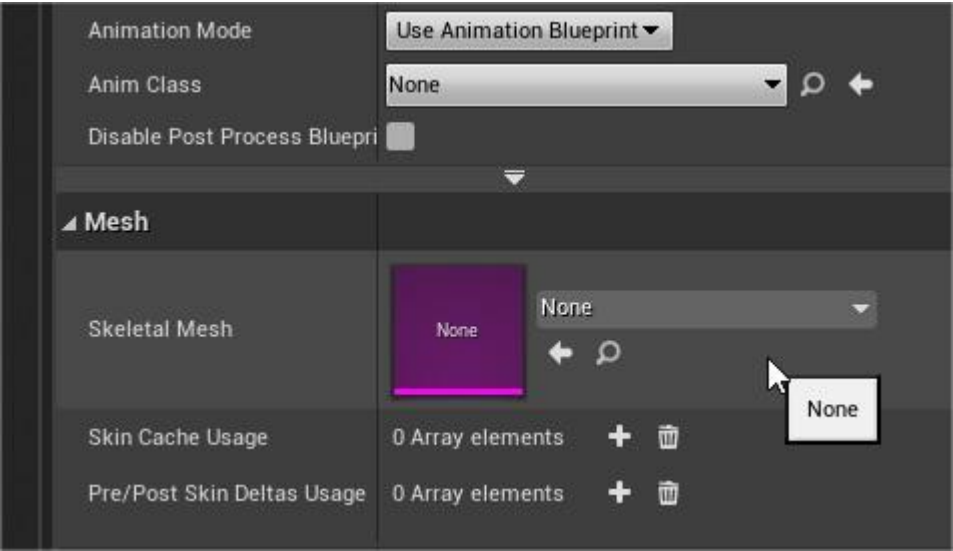 Animation Mode Use Animation Blueprint
Anim Class None
Disable Post Process Bluepri
Mesh
Skeletal Mesh None None
None
Skin Cache Usage 0 Array elements
Pre/Post Skin Deltas Usage 0 Array elements